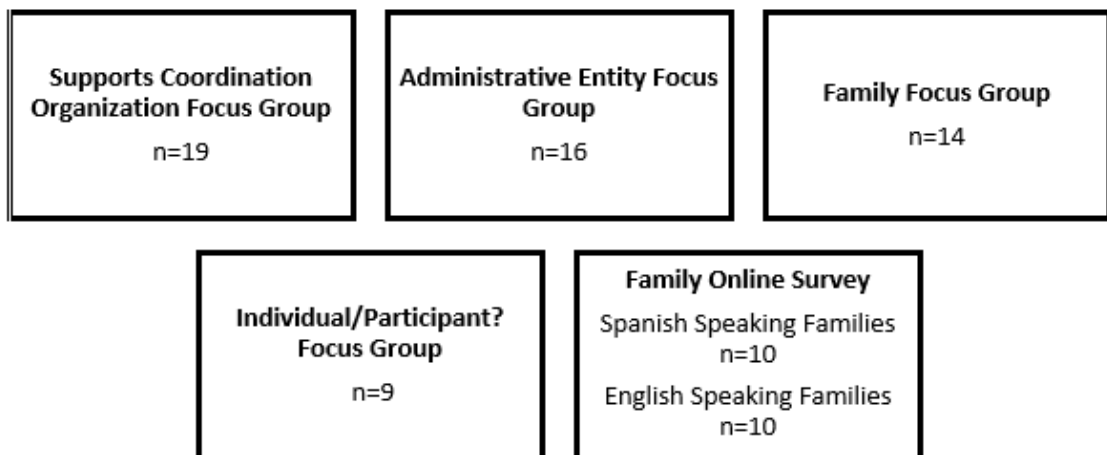 Supports Coordination
Organization Focus Group
n=19
Administrative Entity Focus
Group
n=16
Family Focus Group
n=14
Individual/Participant?
Focus Group
n=9
Family Online Survey
Spanish Speaking Families
n=10
English Speaking Families
n=10